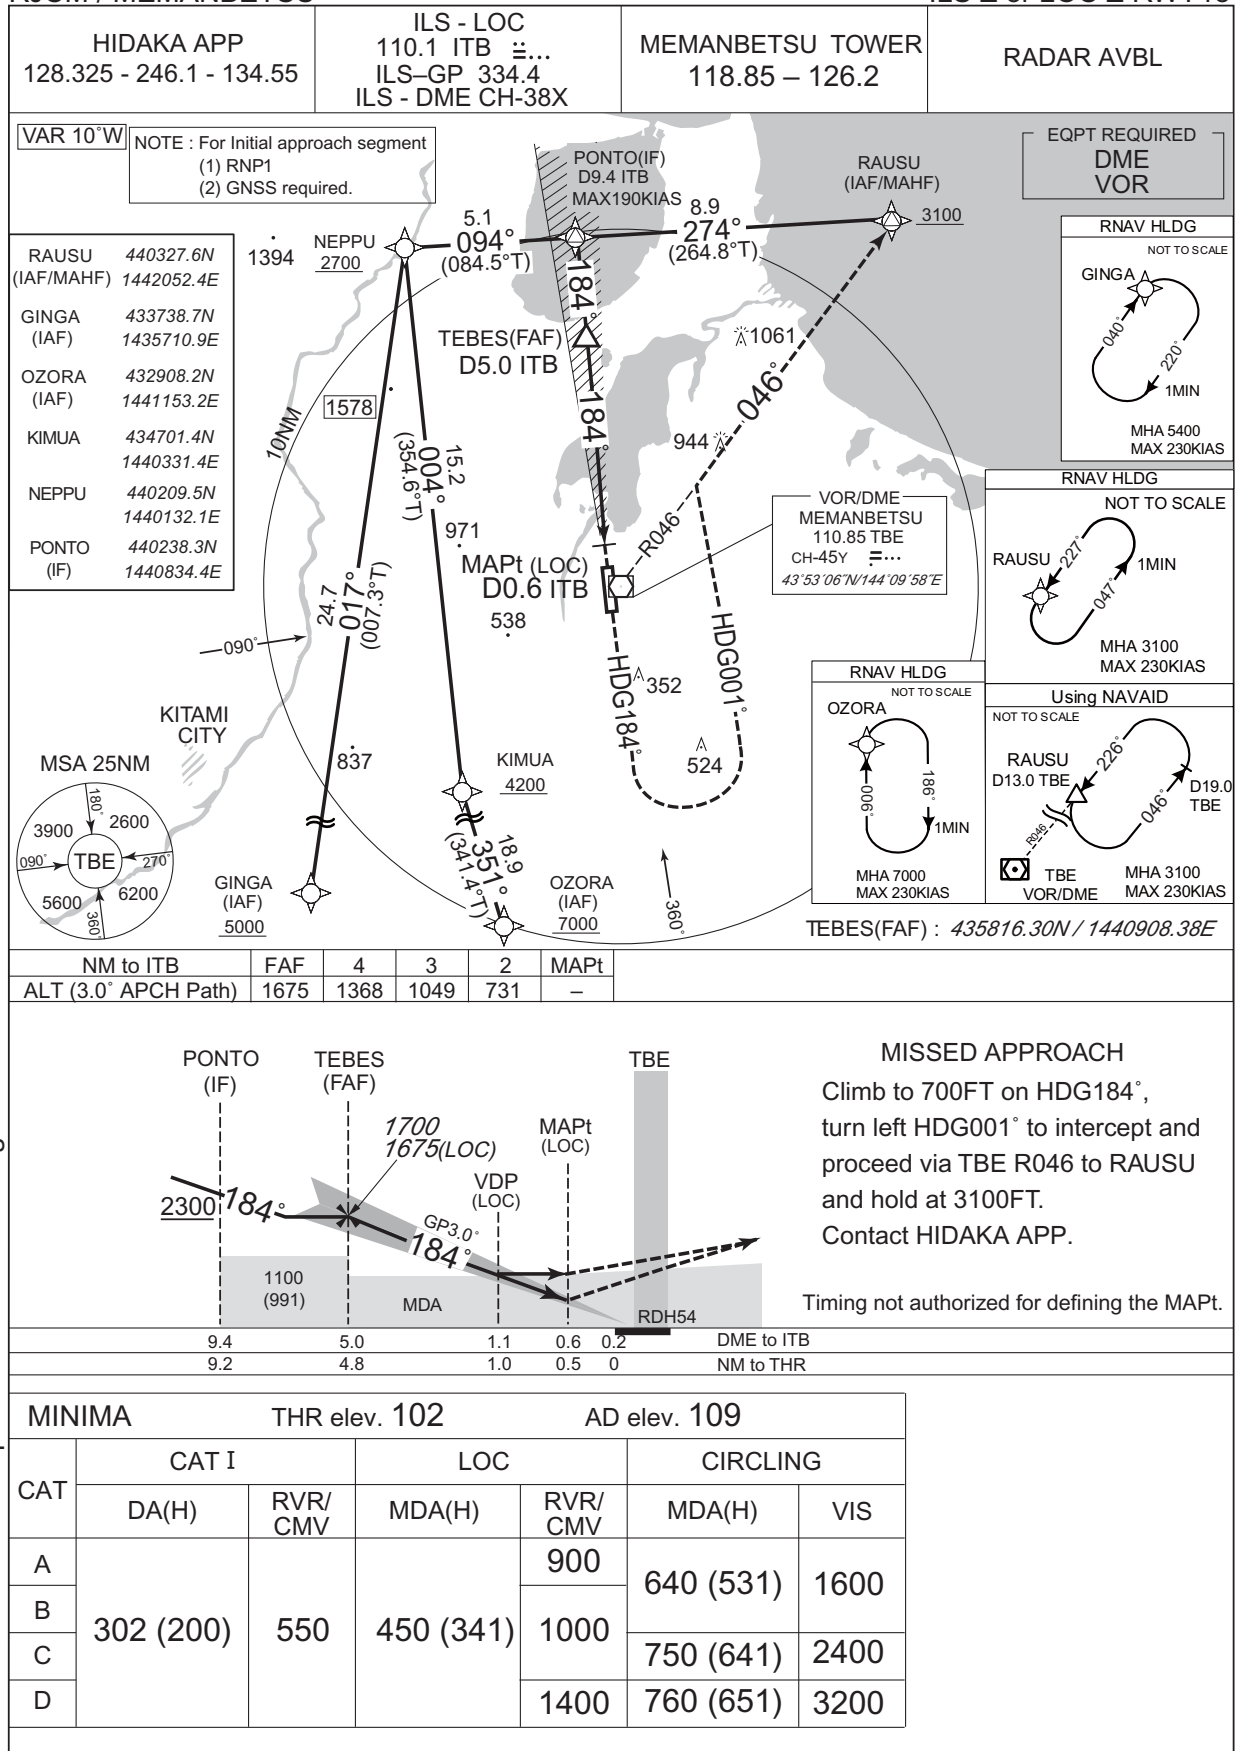 HIDAKA APP
128.325 - 246.1 - 134.55
ILS - LOC
110.1 ITB
ILS–GP 334.4
ILS - DME CH-38X
MEMANBETSU TOWER
118.85 – 126.2
RADAR AVBL
VAR 10°W
NOTE : For Initial approach segment
(1) RNP1
(2) GNSS required.
EQPT REQUIRED
DME
VOR
PONTO(IF)
D9.4 ITB
MAX190KIAS
RAUSU
(IAF/MAHF)
3100
NEPPU
2700
1394
5.1
094°
(084.5°T)
8.9
274°
(264.8°T)
RAUSU 440327.6N
(IAF/MAHF) 1442052.4E
GINGA 433738.7N
(IAF) 1435710.9E
OZORA 432908.2N
(IAF) 1441153.2E
KIMUA 434701.4N
1440331.4E
NEPPU 440209.5N
1440132.1E
PONTO 440238.3N
(IF) 1440834.4E
184°
TEBES(FAF)
D5.0 ITB
184°
1061
046°
944
1578
10NM
15.2
004°
(354.6°T)
971
R046
MAPt (LOC)
D0.6 ITB
538
VOR/DME
MEMANBETSU
110.85 TBE
CH-45Y
43°53'06"N/144°09'58"E
24.7
017°
(007.3°T)
090°
HDG184°
HDG001°
352
524
KITAMI
CITY
837
KIMUA
4200
18.9
351°
(341.4°T)
GINGA
(IAF)
5000
OZORA
(IAF)
7000
360°
MSA 25NM
180°
3900
2600
090°
TBE
270°
5600
6200
360°
RNAV HLDG
NOT TO SCALE
GINGA
040°
220°
1MIN
MHA 5400
MAX 230KIAS
RNAV HLDG
NOT TO SCALE
RAUSU
227°
047°
1MIN
MHA 3100
MAX 230KIAS
RNAV HLDG
NOT TO SCALE
OZORA
006°
186°
1MIN
MHA 7000
MAX 230KIAS
Using NAVAID
NOT TO SCALE
RAUSU
D13.0 TBE
226°
046°
D19.0
TBE
R046
TBE
VOR/DME
MHA 3100
MAX 230KIAS
TEBES(FAF) : 435816.30N / 1440908.38E
NM to ITB FAF 4 3 2 MAPt
ALT (3.0° APCH Path) 1675 1368 1049 731 –
PONTO
(IF)
TEBES
(FAF)
TBE
1700
1675(LOC)
MAPt
(LOC)
VDP
(LOC)
2300
184°
GP3.0°
184°
1100
(991)
MDA
RDH54
9.4 5.0 1.1 0.6 0.2 DME to ITB
9.2 4.8 1.0 0.5 0 NM to THR
MISSED APPROACH
Climb to 700FT on HDG184°,
turn left HDG001° to intercept and
proceed via TBE R046 to RAUSU
and hold at 3100FT.
Contact HIDAKA APP.
Timing not authorized for defining the MAPt.
MINIMA THR elev. 102 AD elev. 109
CAT CAT I LOC CIRCLING
DA(H) RVR/CMV MDA(H) RVR/CMV MDA(H) VIS
A 900
640 (531) 1600
B
302 (200) 550 450 (341) 1000
C 750 (641) 2400
D 1400 760 (651) 3200